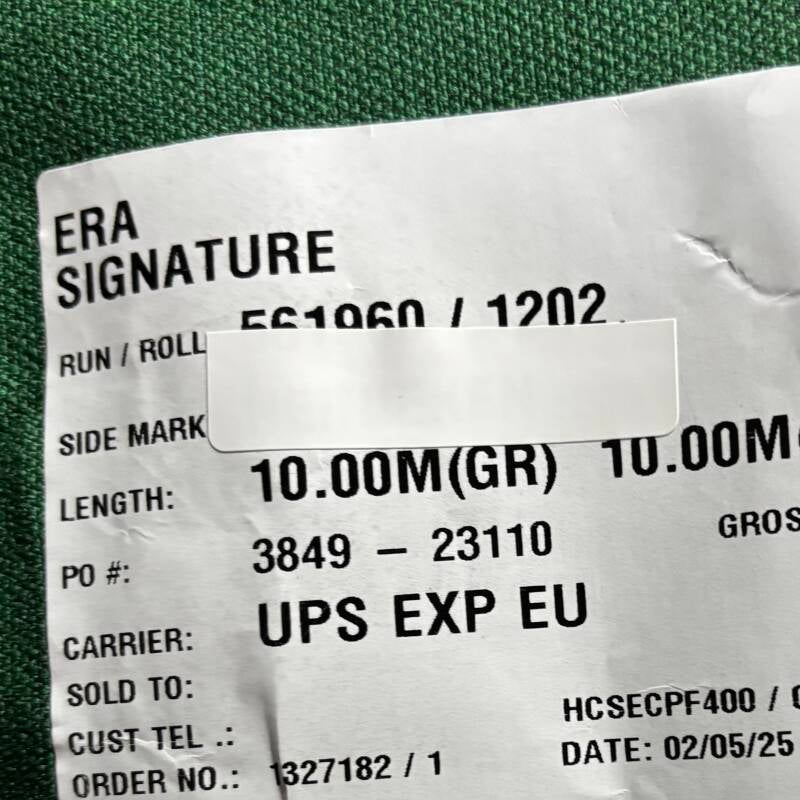 ERA
SIGNATURE
RUN / ROLL 561960 / 1202
SIDE MARK
LENGTH: 10.00M(GR) 10.00M
PO #: 3849 – 23110
GROS
CARRIER: UPS EXP EU
SOLD TO:
CUST TEL .: HCSECPF400 /
ORDER NO.: 1327182 / 1 DATE: 02/05/25